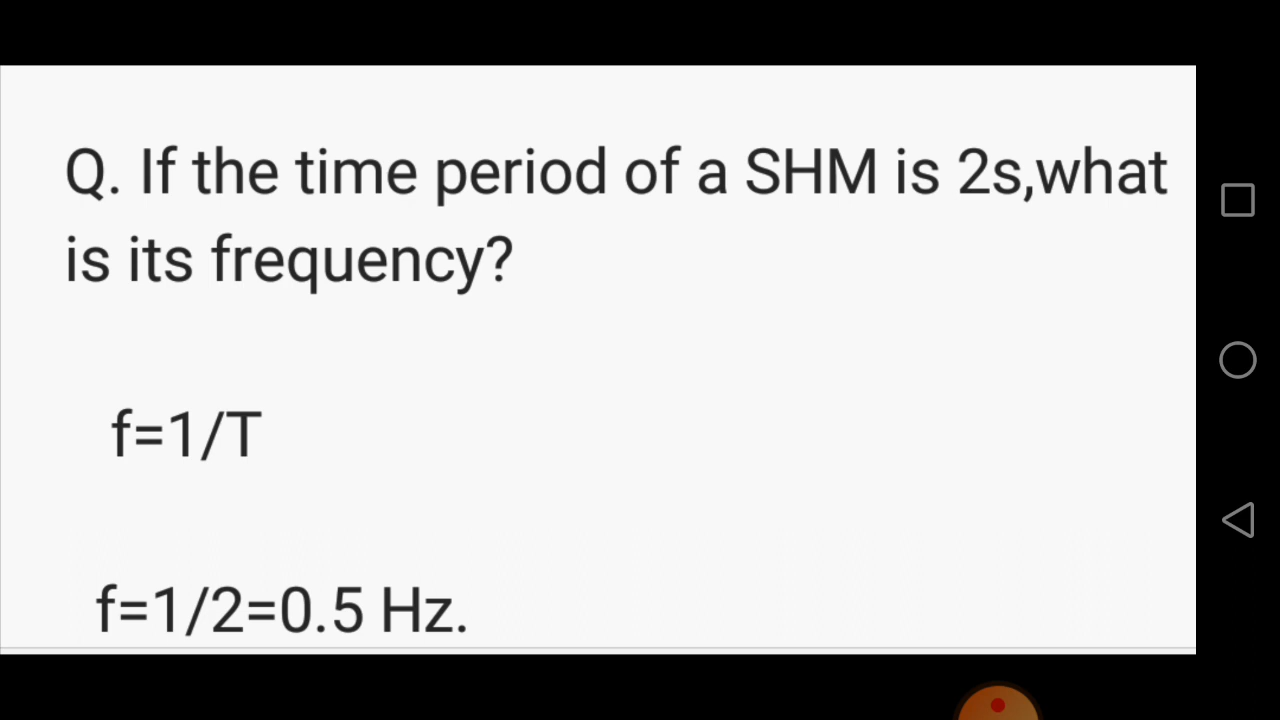 Q. If the time period of a SHM is 2s,what
is its frequency?
f=1/T
f=1/2=0.5 Hz.